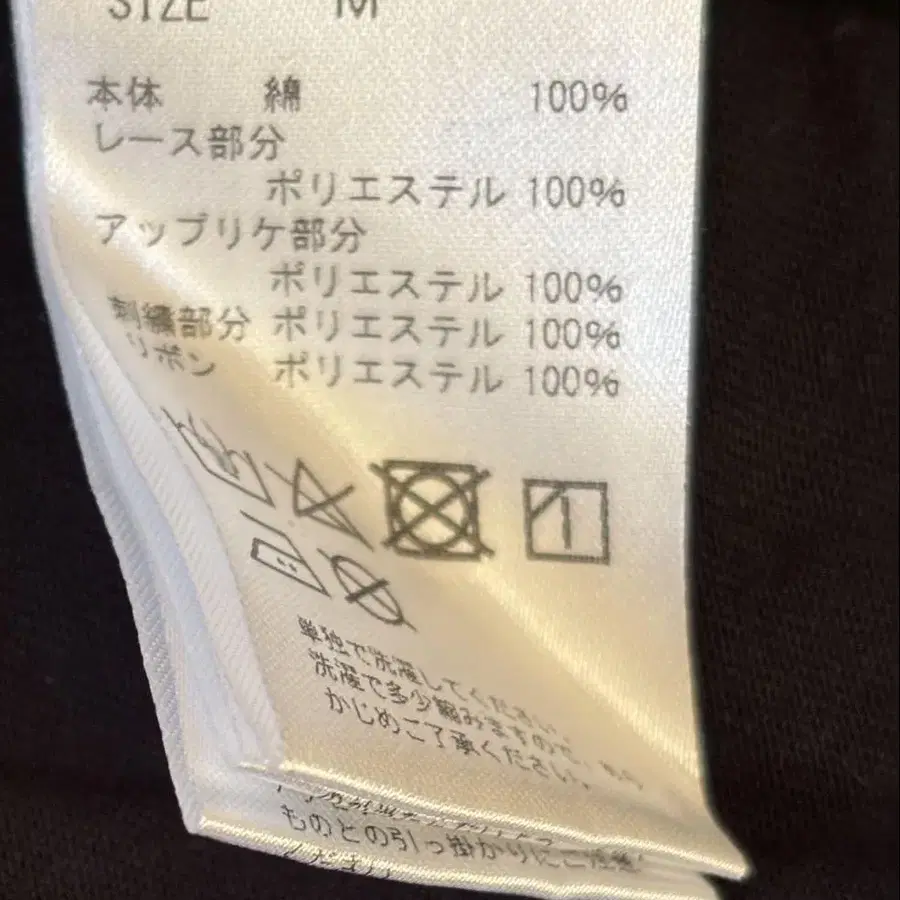 SIZE M
本体 綿 100%
レース部分
ポリエステル 100%
アップリケ部分
ポリエステル 100%
刺繍部分 ポリエステル 100%
リボン ポリエステル 100%
単独で洗濯してください。
洗濯で多少縮みますので、
かじめご了承ください。
ものとの引っ掛かりにご注意